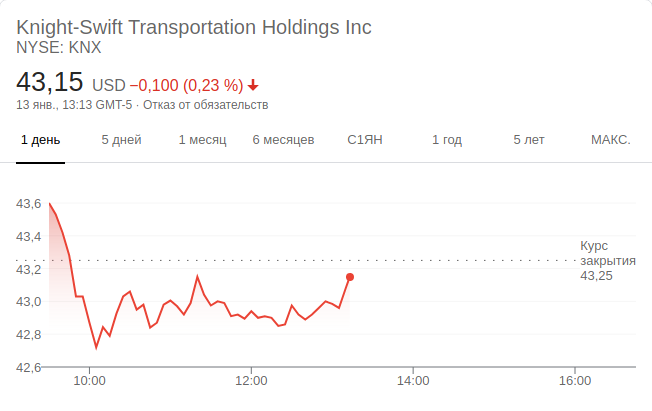 Knight-Swift Transportation Holdings Inc
NYSE: KNX
43,15 USD −0,100 (0,23 %)
13 янв., 13:13 GMT-5 · Отказ от обязательств
1 день 5 дней 1 месяц 6 месяцев С1ЯН 1 год 5 лет МАКС.
43,6
43,4
Курс
закрытия
43,25
43,2
43,0
42,8
42,6
10:00 12:00 14:00 16:00